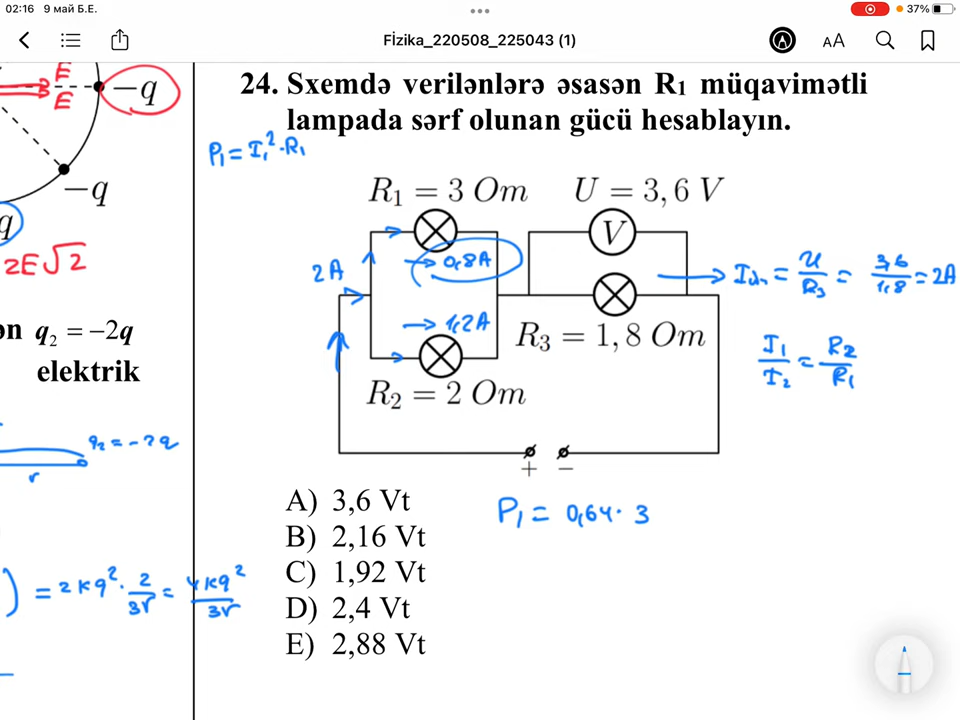 02:16 9 май Б.Е.
37%
Fİzika_220508_225043 (1)
AA
E
E
−q
−q
q
2E√2
ən q₂ = −2q
elektrik
q₂ = −2q
r
) = 2kq² · 2/3r = 4kq²/3r
24. Sxemdə verilənlərə əsasən R₁ müqavimətli
lampada sərf olunan gücü hesablayın.
P₁ = I₁² · R₁
R₁ = 3 Om
U = 3,6 V
V
2A
0,8A
I₃ₙ = U/R₃ = 3,6/1,8 = 2A
1,2A
R₃ = 1,8 Om
I₁/I₂ = R₂/R₁
R₂ = 2 Om
+ −
A) 3,6 Vt
P₁ = 0,64 · 3
B) 2,16 Vt
C) 1,92 Vt
D) 2,4 Vt
E) 2,88 Vt